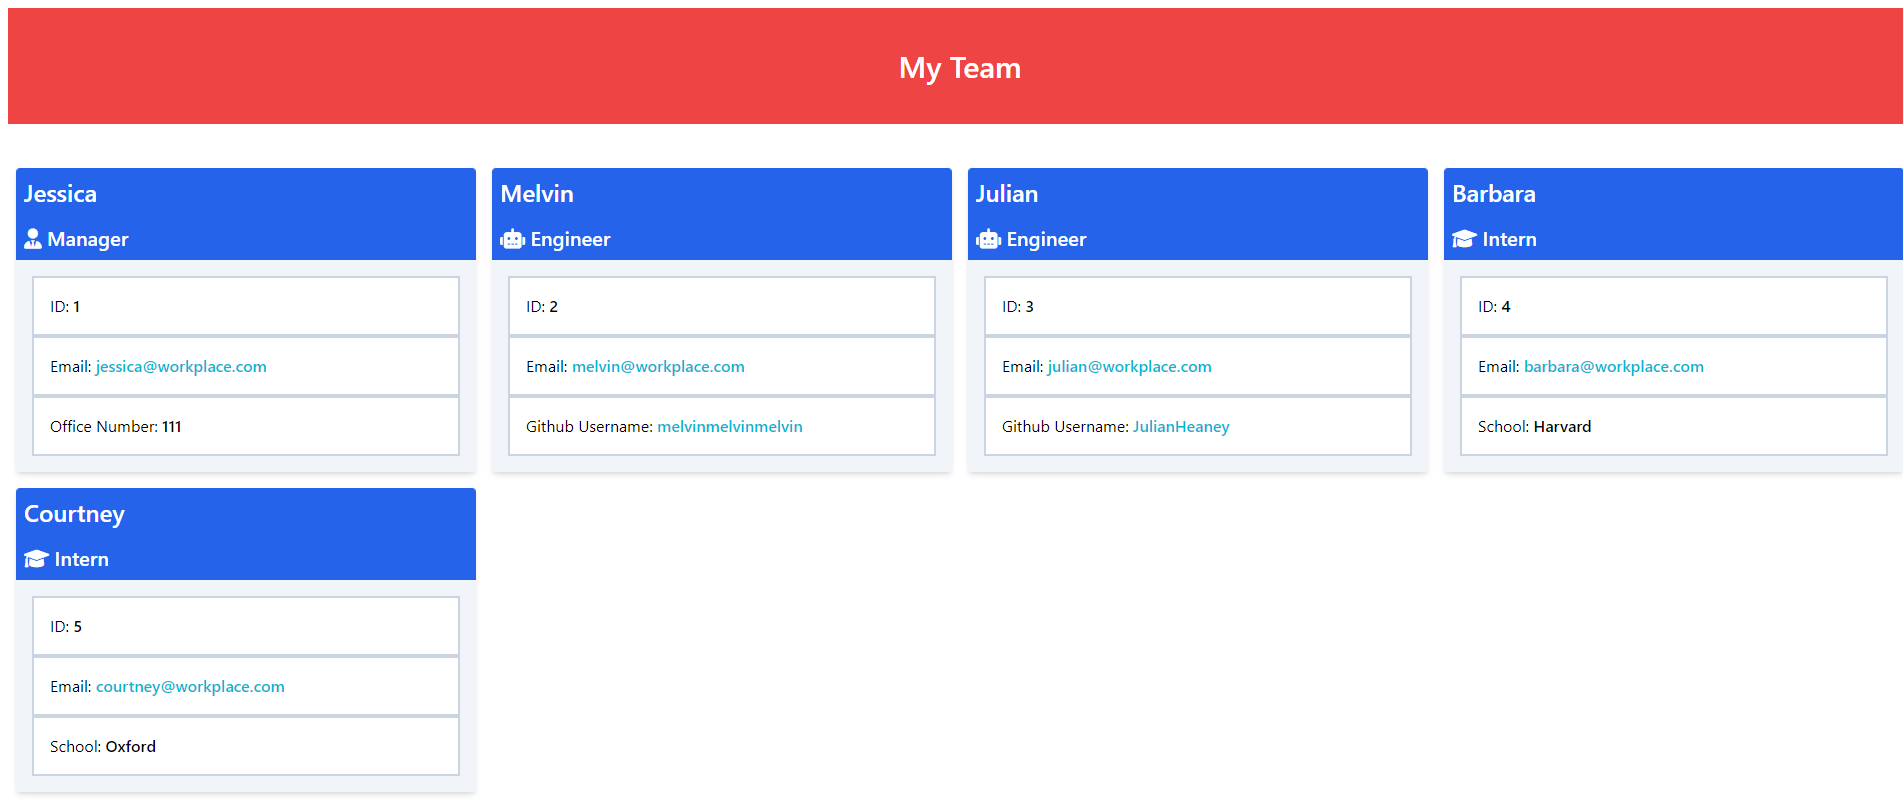 My Team
Jessica
Manager
ID: 1
Email: jessica@workplace.com
Office Number: 111
Melvin
Engineer
ID: 2
Email: melvin@workplace.com
Github Username: melvinmelvinmelvin
Julian
Engineer
ID: 3
Email: julian@workplace.com
Github Username: JulianHeaney
Barbara
Intern
ID: 4
Email: barbara@workplace.com
School: Harvard
Courtney
Intern
ID: 5
Email: courtney@workplace.com
School: Oxford